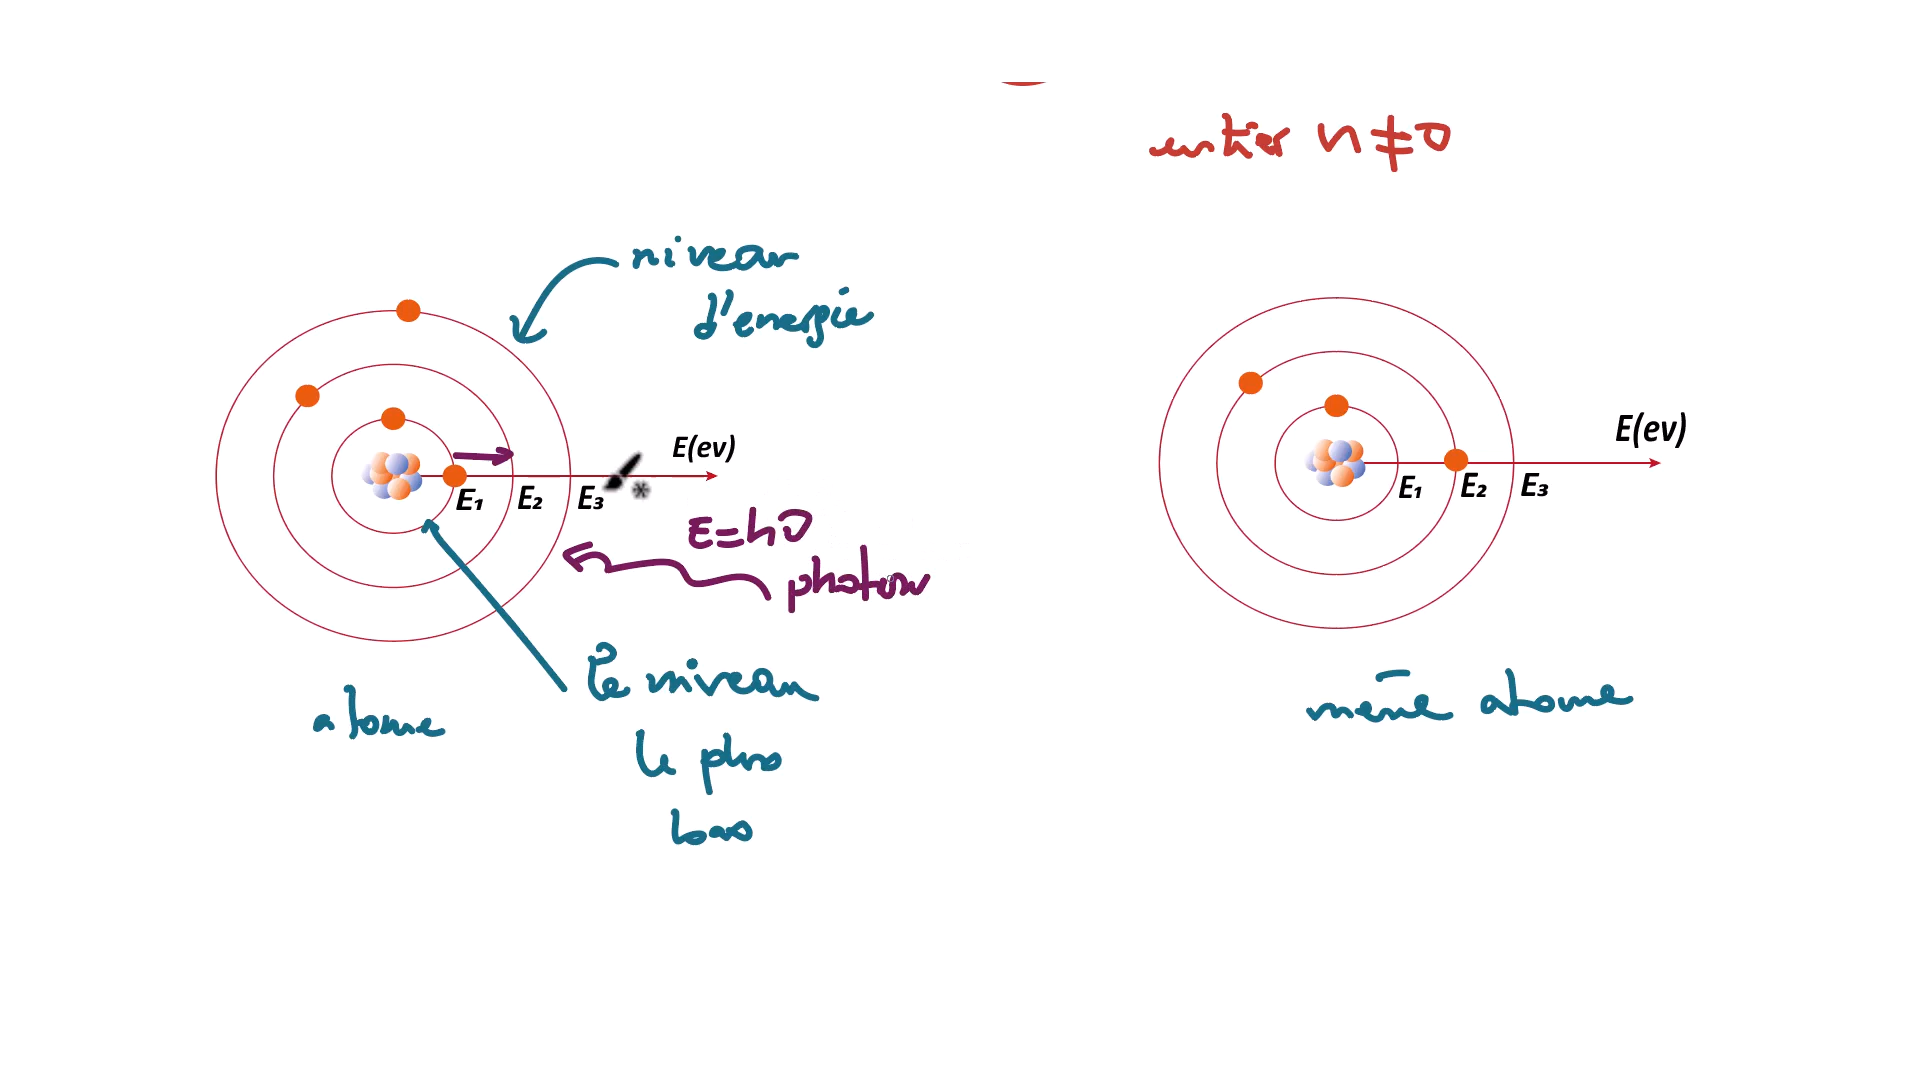 entier n ≠ 0
niveau
d'energie
E(ev)
E₁ E₂ E₃
E=hν
photon
le niveau
le plus
bas
atome
E(ev)
E₁ E₂ E₃
même atome